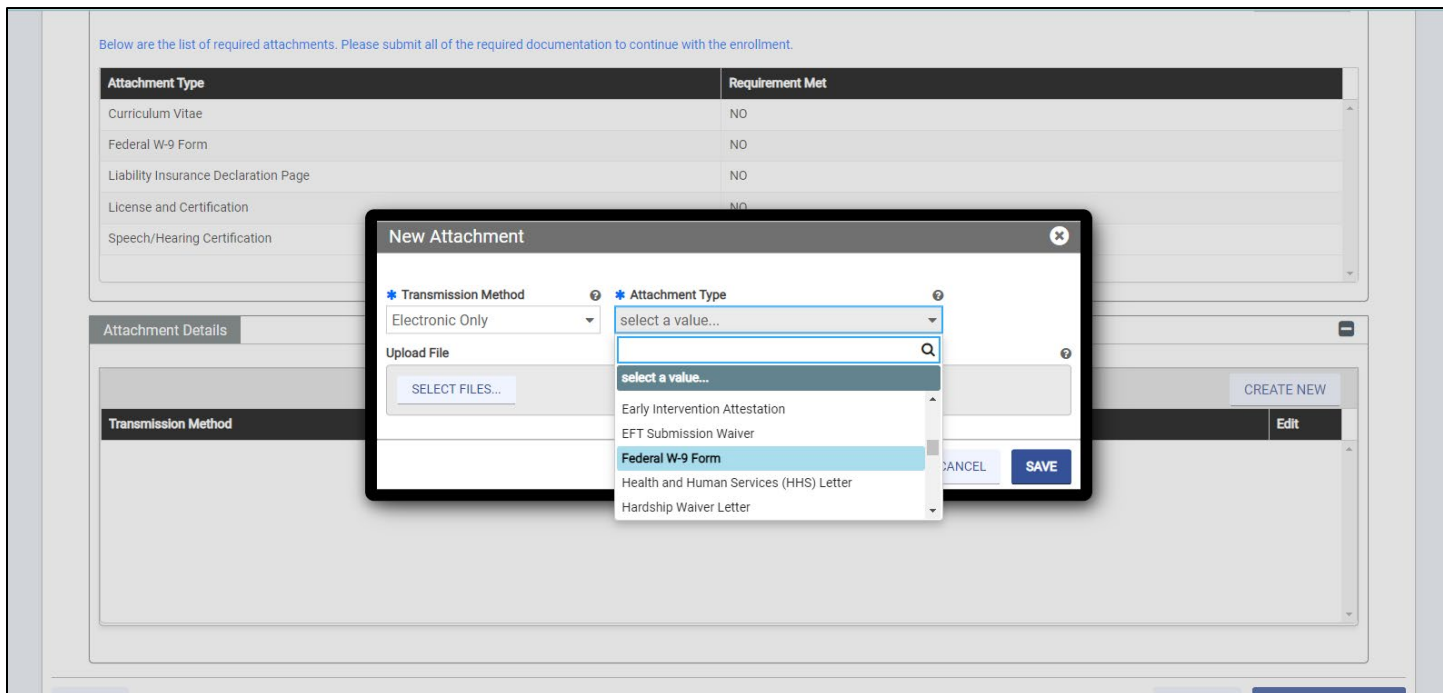 Below are the list of required attachments. Please submit all of the required documentation to continue with the enrollment.
Attachment Type Requirement Met
Curriculum Vitae NO
Federal W-9 Form NO
Liability Insurance Declaration Page NO
License and Certification NO
Speech/Hearing Certification
New Attachment
* Transmission Method * Attachment Type
Electronic Only select a value...
Attachment Details
Upload File
select a value...
SELECT FILES...
CREATE NEW
Early Intervention Attestation
Transmission Method Edit
EFT Submission Waiver
Federal W-9 Form
CANCEL SAVE
Health and Human Services (HHS) Letter
Hardship Waiver Letter